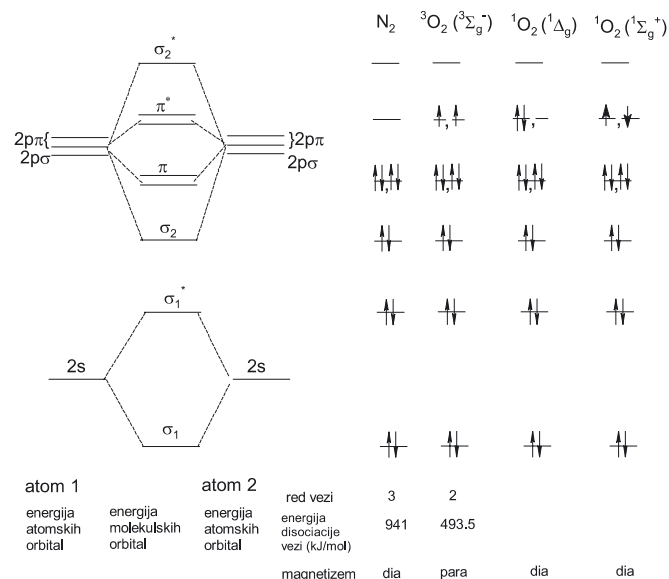 N₂ ³O₂ (³Σg⁻) ¹O₂ (¹Δg) ¹O₂ (¹Σg⁺)
σ₂*
π*
2pπ{ }2pπ
2pσ 2pσ
π
σ₂
σ₁*
2s 2s
σ₁
atom 1 atom 2
red vezi 3 2
energija energija energija
atomskih molekulskih atomskih
orbital orbital orbital
energija
disociacije 941 493.5
vezi (kJ/mol)
magnetizem dia para dia dia